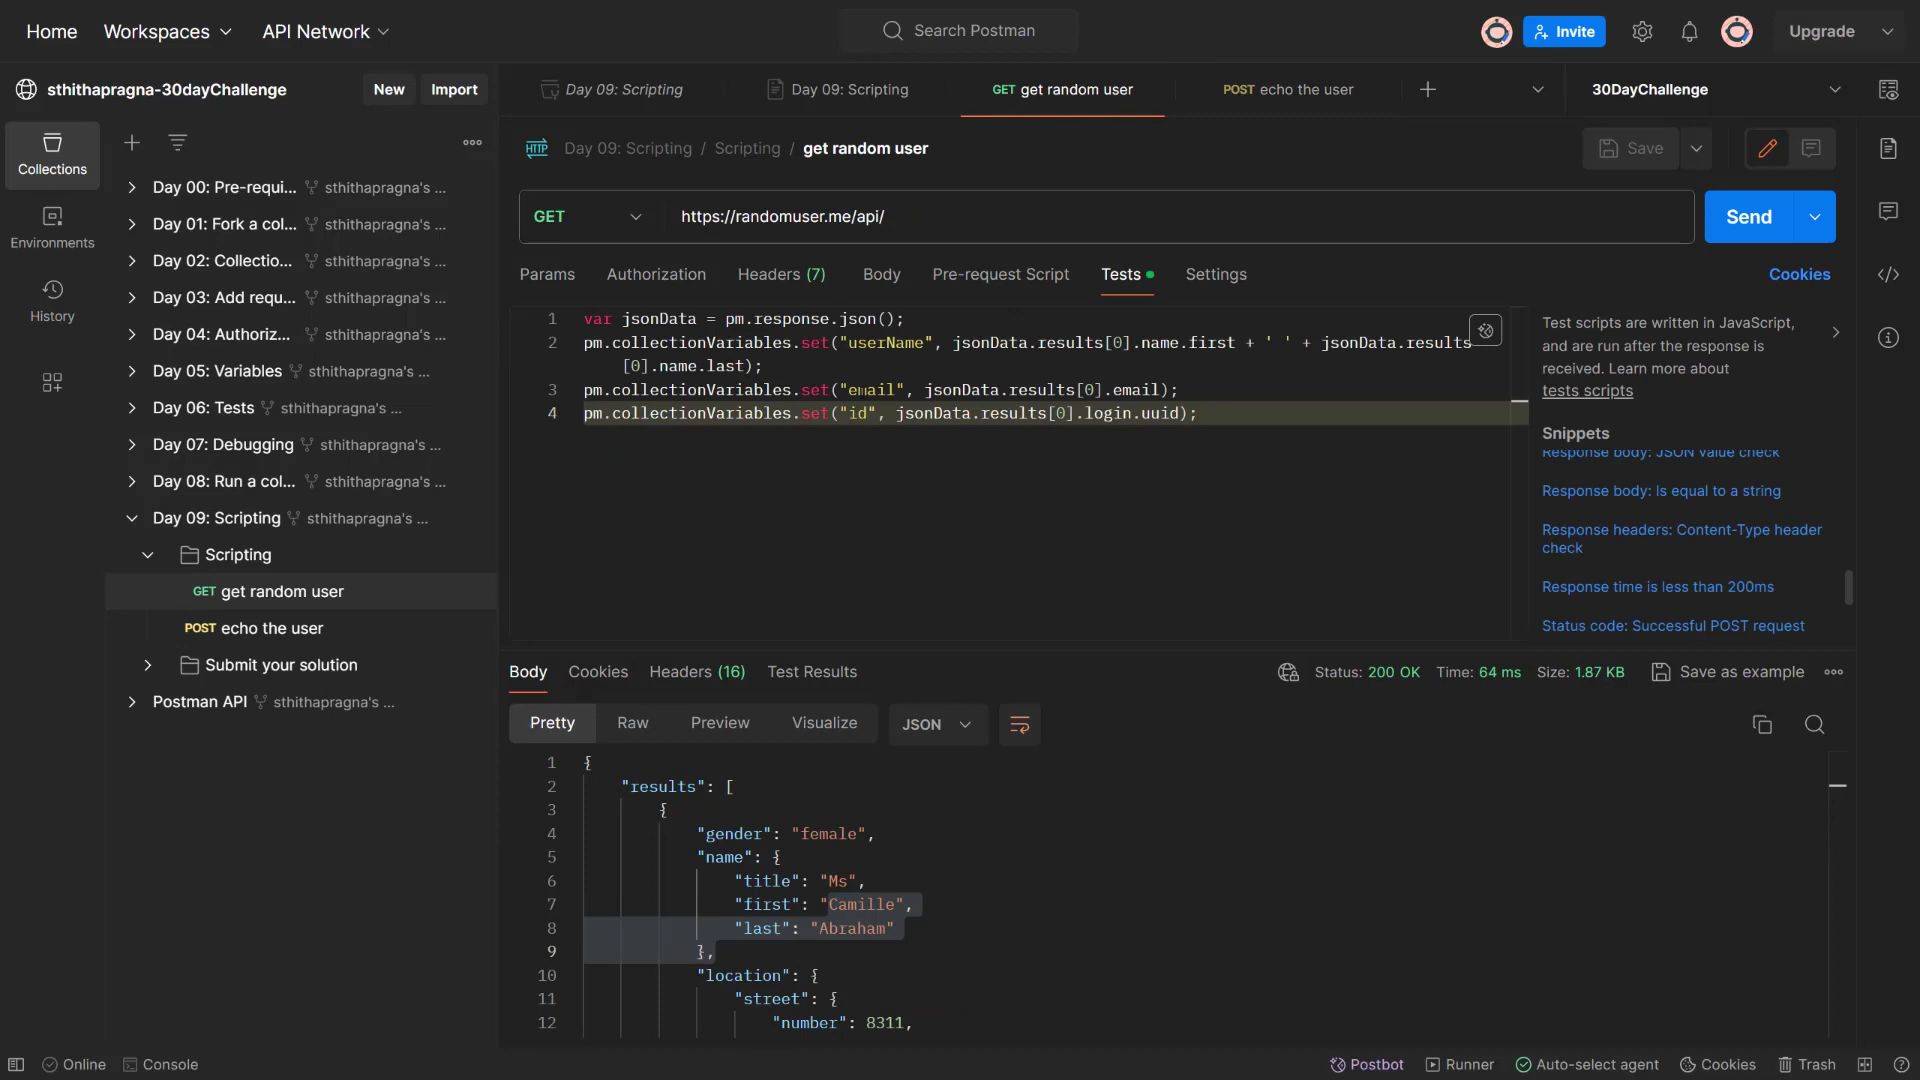 Home Workspaces API Network Search Postman Invite Upgrade
sthithapragna-30dayChallenge New Import
Day 09: Scripting Day 09: Scripting GET get random user POST echo the user 30DayChallenge
Collections
Environments
History
Day 00: Pre-requi... sthithapragna's ...
Day 01: Fork a col... sthithapragna's ...
Day 02: Collectio... sthithapragna's ...
Day 03: Add requ... sthithapragna's ...
Day 04: Authoriz... sthithapragna's ...
Day 05: Variables sthithapragna's ...
Day 06: Tests sthithapragna's ...
Day 07: Debugging sthithapragna's ...
Day 08: Run a col... sthithapragna's ...
Day 09: Scripting sthithapragna's ...
Scripting
GET get random user
POST echo the user
Submit your solution
Postman API sthithapragna's ...
HTTP Day 09: Scripting / Scripting / get random user Save
GET https://randomuser.me/api/ Send
Params Authorization Headers (7) Body Pre-request Script Tests Settings Cookies
1 var jsonData = pm.response.json();
2 pm.collectionVariables.set("userName", jsonData.results[0].name.first + ' ' + jsonData.results
[0].name.last);
3 pm.collectionVariables.set("email", jsonData.results[0].email);
4 pm.collectionVariables.set("id", jsonData.results[0].login.uuid);
Test scripts are written in JavaScript,
and are run after the response is
received. Learn more about
tests scripts
Snippets
Response body: JSON value check
Response body: Is equal to a string
Response headers: Content-Type header
check
Response time is less than 200ms
Status code: Successful POST request
Body Cookies Headers (16) Test Results Status: 200 OK Time: 64 ms Size: 1.87 KB Save as example
Pretty Raw Preview Visualize JSON
1 {
2 "results": [
3 {
4 "gender": "female",
5 "name": {
6 "title": "Ms",
7 "first": "Camille",
8 "last": "Abraham"
9 },
10 "location": {
11 "street": {
12 "number": 8311,
Online Console Postbot Runner Auto-select agent Cookies Trash